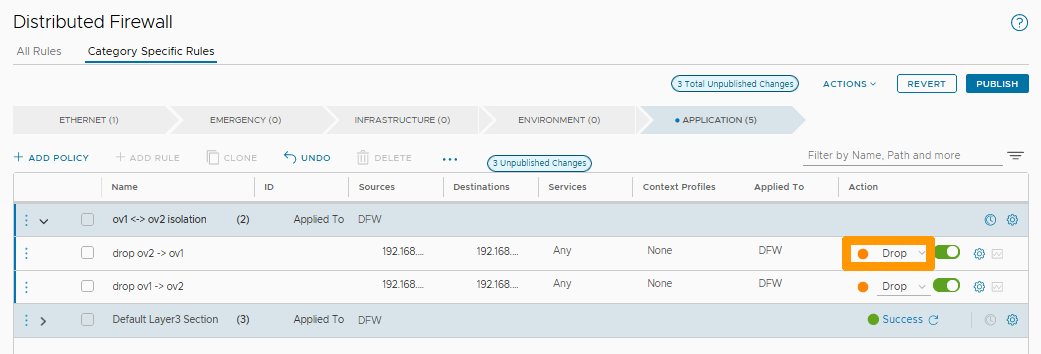 Distributed Firewall
All Rules Category Specific Rules
3 Total Unpublished Changes ACTIONS REVERT PUBLISH
ETHERNET (1) EMERGENCY (0) INFRASTRUCTURE (0) ENVIRONMENT (0) APPLICATION (5)
+ ADD POLICY + ADD RULE CLONE UNDO DELETE ... 3 Unpublished Changes Filter by Name, Path and more
Name ID Sources Destinations Services Context Profiles Applied To Action
ov1 <-> ov2 isolation (2) Applied To DFW
drop ov2 -> ov1 192.168.... 192.168.... Any None DFW Drop
drop ov1 -> ov2 192.168.... 192.168.... Any None DFW Drop
Default Layer3 Section (3) Applied To DFW Success